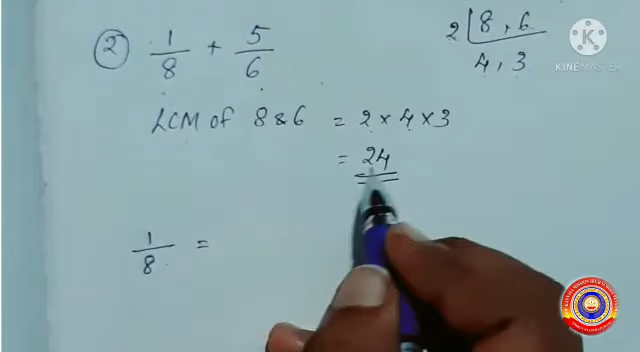 ② 1/8 + 5/6
2 | 8, 6
4, 3
LCM of 8 & 6 = 2 × 4 × 3
= 24
1/8 =
KINEMASTER